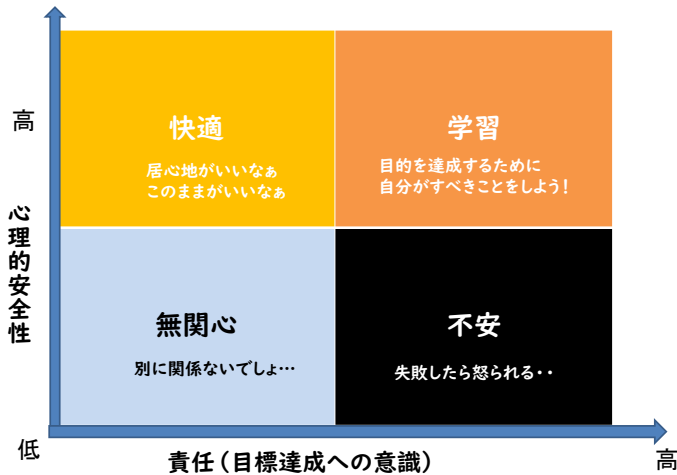 高
心理的安全性
低
快適
居心地がいいなぁ
このままがいいなぁ
学習
目的を達成するために
自分がすべきことをしよう!
無関心
別に関係ないでしょ…
不安
失敗したら怒られる・・
責任(目標達成への意識)
高